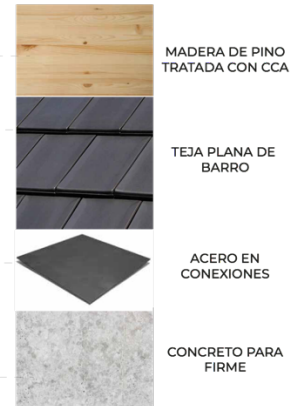 MADERA DE PINO
TRATADA CON CCA
TEJA PLANA DE
BARRO
ACERO EN
CONEXIONES
CONCRETO PARA
FIRME